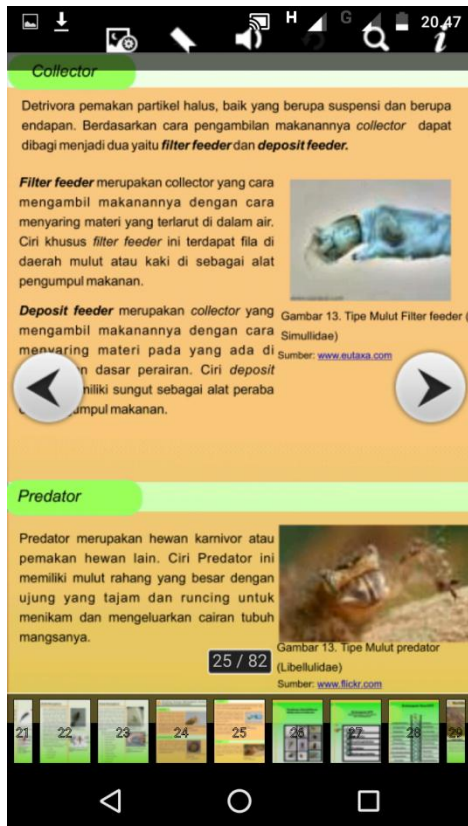 H G 20.47
Collector
Detrivora pemakan partikel halus, baik yang berupa suspensi dan berupa
endapan. Berdasarkan cara pengambilan makanannya collector dapat
dibagi menjadi dua yaitu filter feeder dan deposit feeder.
Filter feeder merupakan collector yang cara
mengambil makanannya dengan cara
menyaring materi yang terlarut di dalam air.
Ciri khusus filter feeder ini terdapat fila di
daerah mulut atau kaki di sebagai alat
pengumpul makanan.
Gambar 13. Tipe Mulut Filter feeder (
Simullidae)
Sumber: www.eutaxa.com
Deposit feeder merupakan collector yang
mengambil makanannya dengan cara
menyaring materi pada yang ada di
dasar perairan. Ciri deposit
sungut sebagai alat peraba
makanan.
Predator
Predator merupakan hewan karnivor atau
pemakan hewan lain. Ciri Predator ini
memiliki mulut rahang yang besar dengan
ujung yang tajam dan runcing untuk
menikam dan mengeluarkan cairan tubuh
mangsanya.
Gambar 13. Tipe Mulut predator
(Libellulidae)
Sumber: www.flickr.com
25 / 82
21 22 23 24 25 26 27 28 29